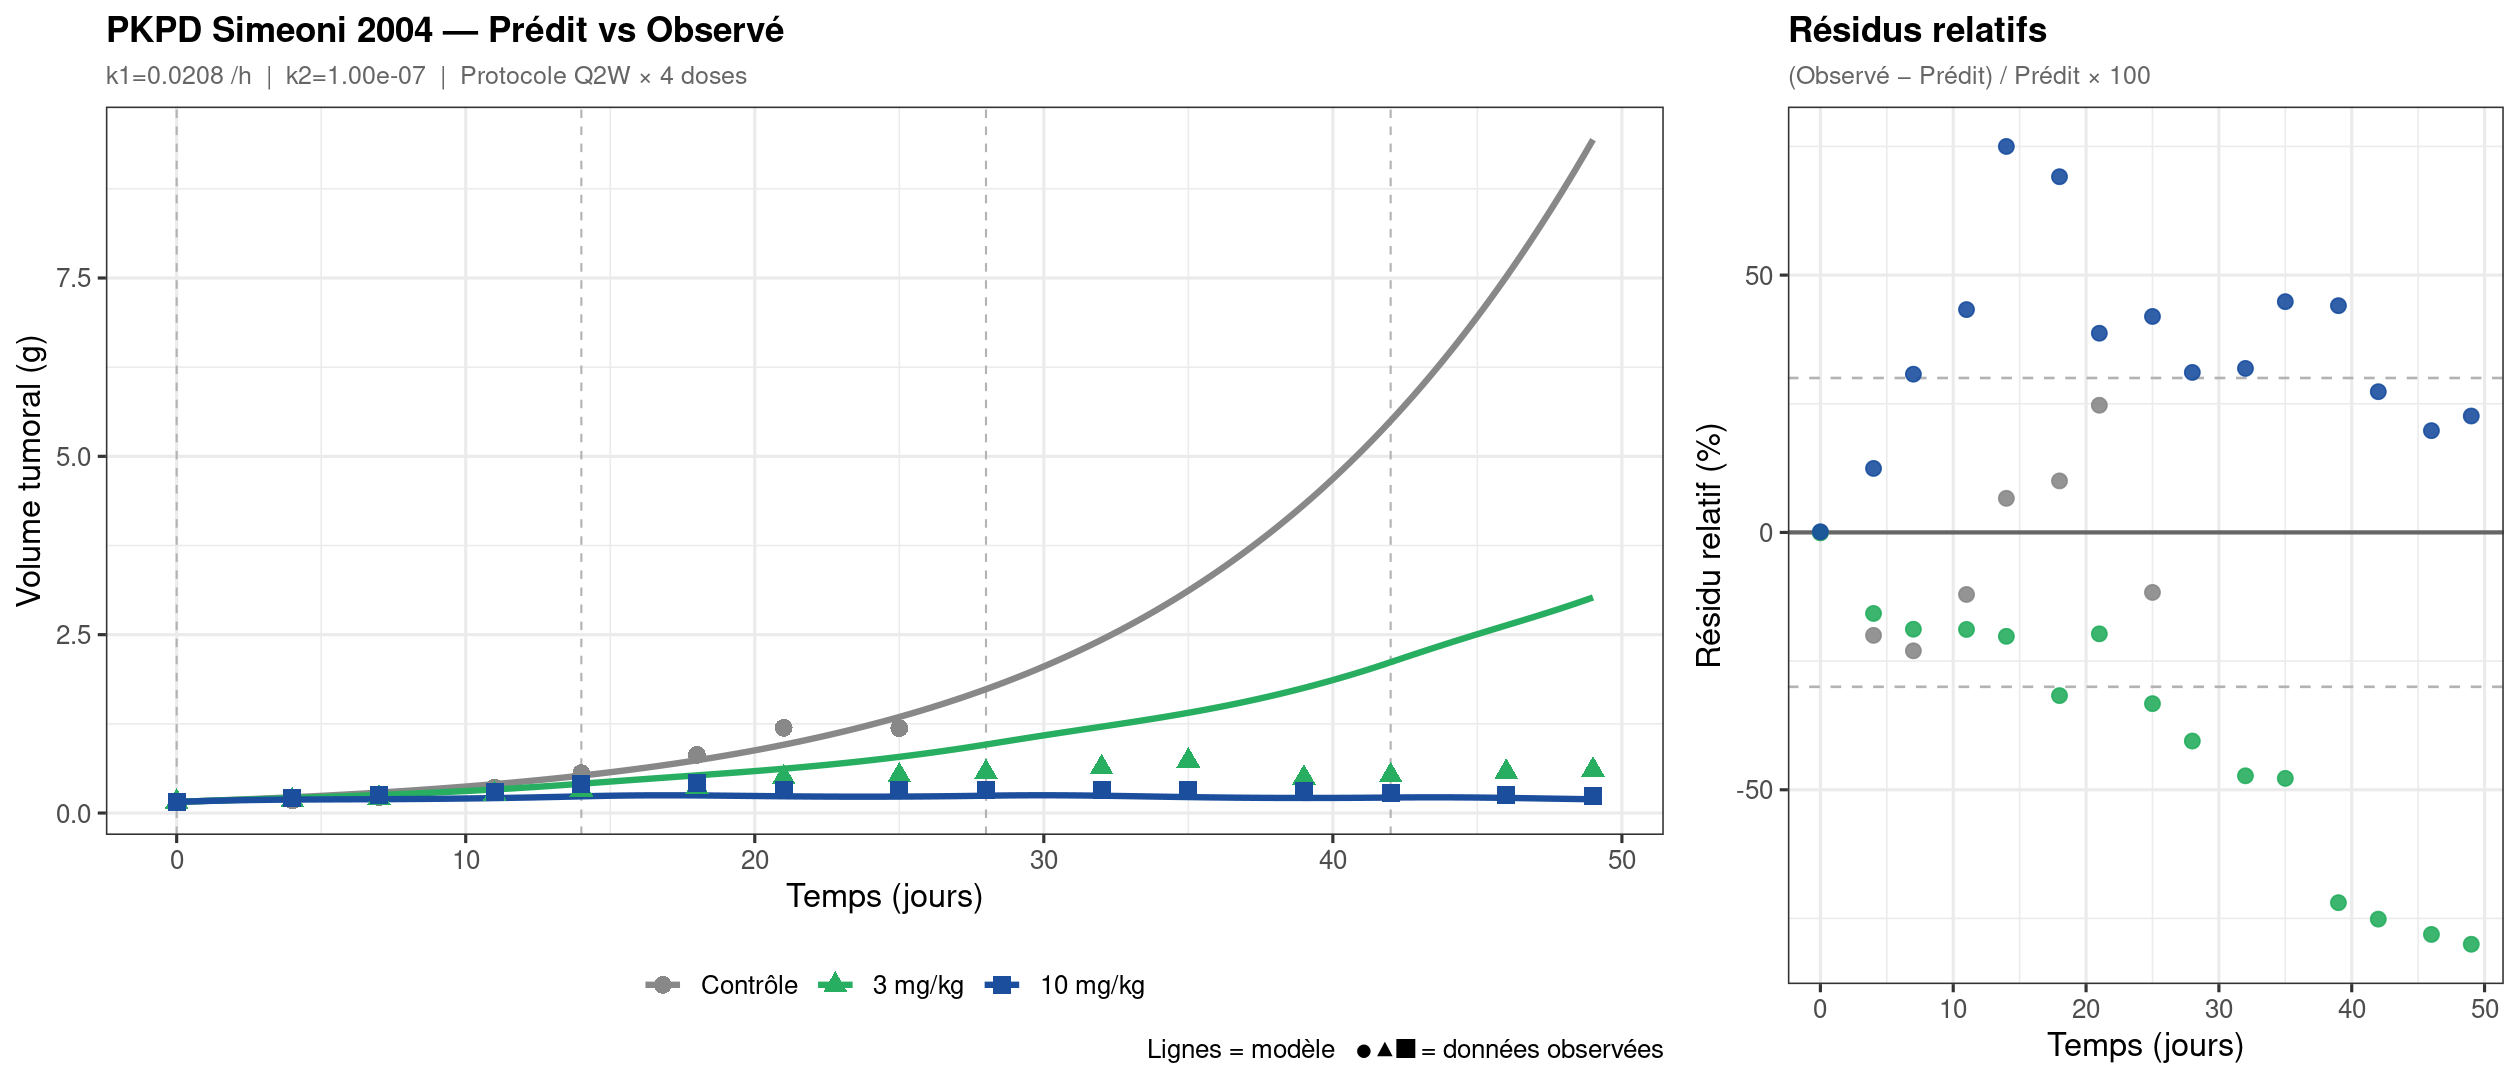 PKPD Simeoni 2004 — Prédit vs Observé
k1=0.0208 /h | k2=1.00e-07 | Protocole Q2W × 4 doses
Volume tumoral (g)
7.5
5.0
2.5
0.0
0 10 20 30 40 50
Temps (jours)
Contrôle 3 mg/kg 10 mg/kg
Lignes = modèle ●▲■ = données observées
Résidus relatifs
(Observé − Prédit) / Prédit × 100
Résidu relatif (%)
50
0
-50
0 10 20 30 40 50
Temps (jours)